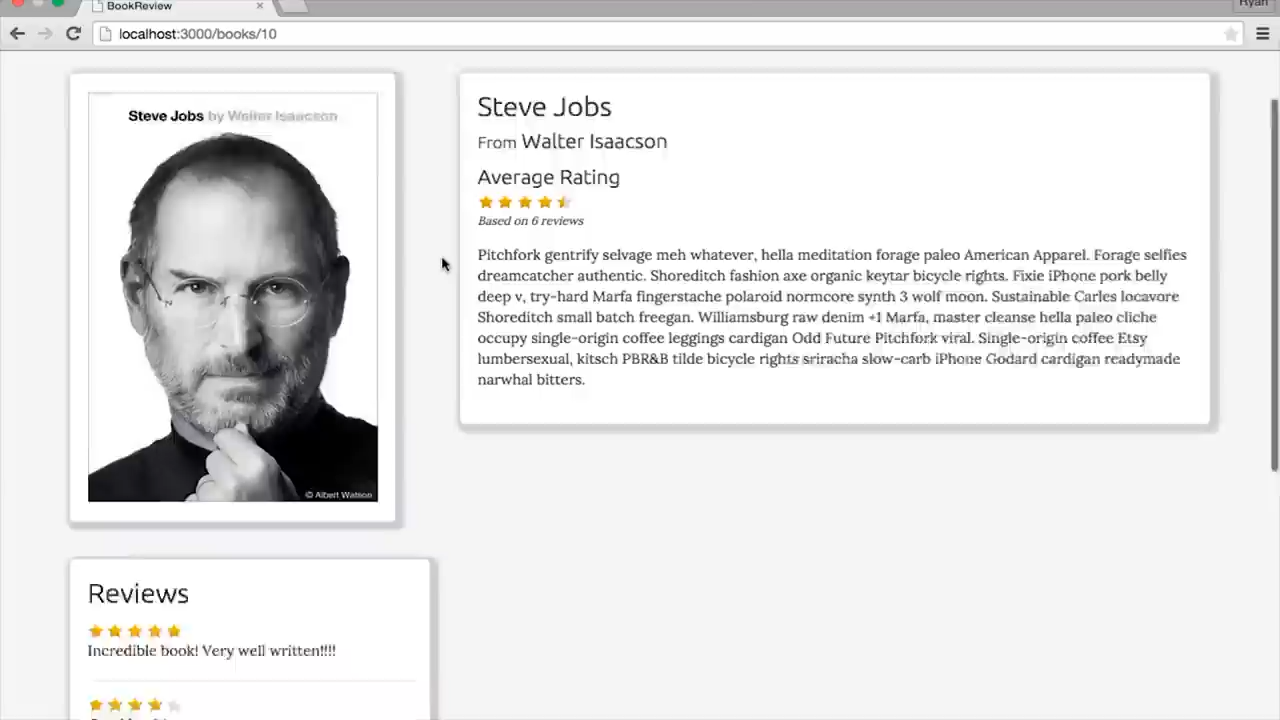 Ryan
BookReview
localhost:3000/books/10
Steve Jobs by Walter Isaacson
© Albert Watson
Steve Jobs
From Walter Isaacson
Average Rating
Based on 6 reviews
Pitchfork gentrify selvage meh whatever, hella meditation forage paleo American Apparel. Forage selfies
dreamcatcher authentic. Shoreditch fashion axe organic keytar bicycle rights. Fixie iPhone pork belly
deep v, try-hard Marfa fingerstache polaroid normcore synth 3 wolf moon. Sustainable Carles locavore
Shoreditch small batch freegan. Williamsburg raw denim +1 Marfa, master cleanse hella paleo cliche
occupy single-origin coffee leggings cardigan Odd Future Pitchfork viral. Single-origin coffee Etsy
lumbersexual, kitsch PBR&B tilde bicycle rights sriracha slow-carb iPhone Godard cardigan readymade
narwhal bitters.
Reviews
Incredible book! Very well written!!!!